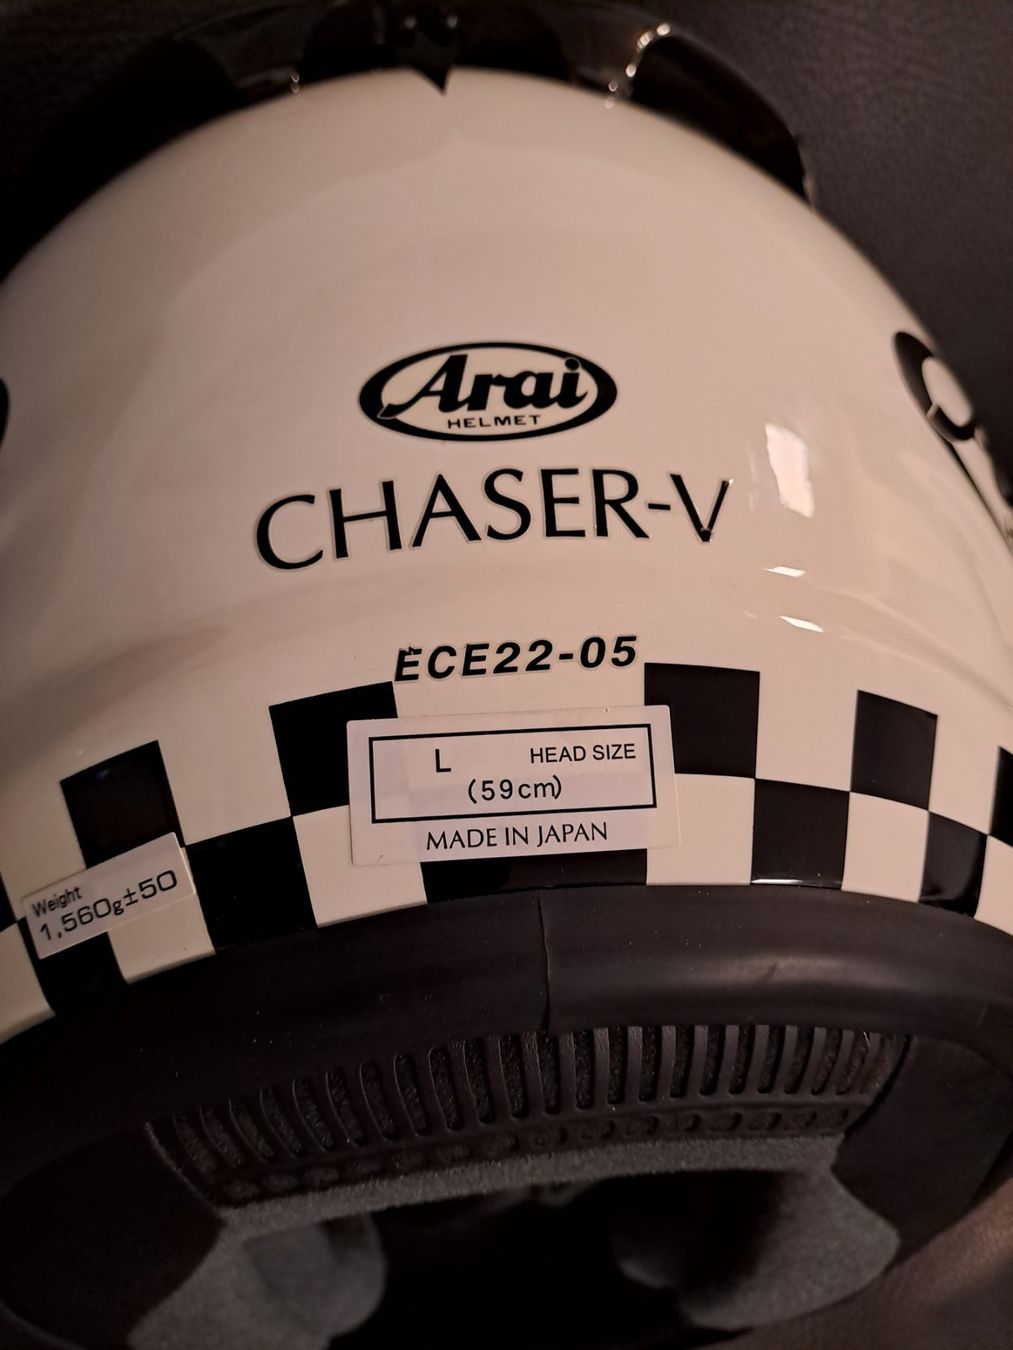 Arai
HELMET
CHASER-V
ECE22-05
L HEAD SIZE
(59cm)
MADE IN JAPAN
Weight
1,560g±50